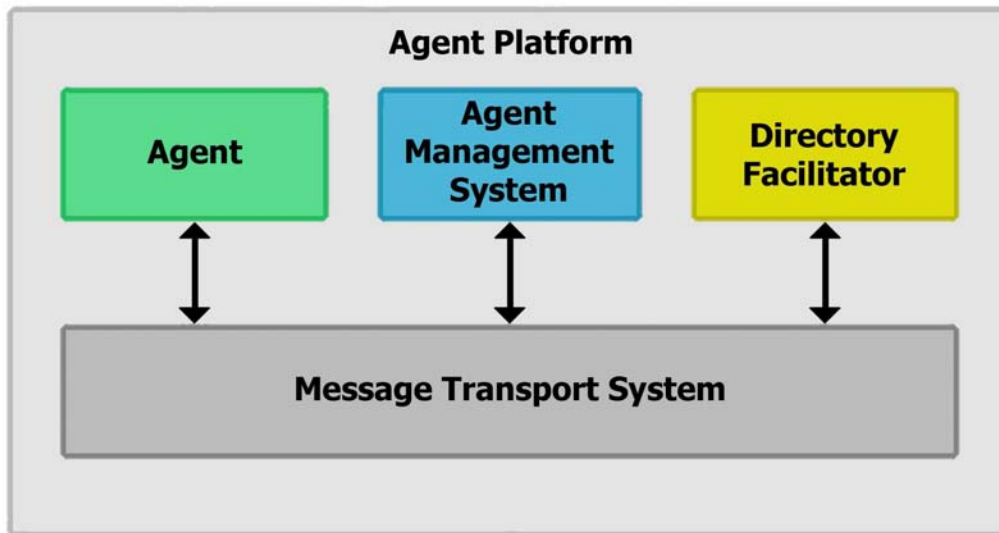 Agent Platform
Agent
Agent
Management
System
Directory
Facilitator
Message Transport System